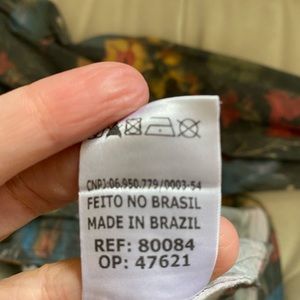 CNPJ:06.950.779/0003-54
FEITO NO BRASIL
MADE IN BRAZIL
REF: 80084
OP: 47621